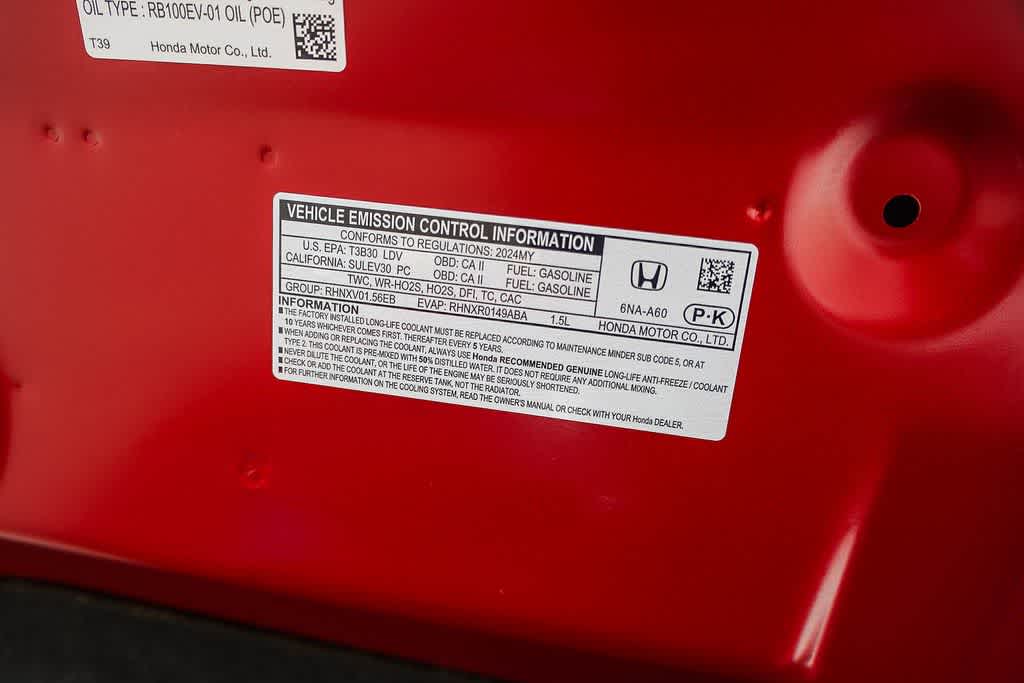 OIL TYPE : RB100EV-01 OIL (POE)
T39 Honda Motor Co., Ltd.
VEHICLE EMISSION CONTROL INFORMATION
CONFORMS TO REGULATIONS: 2024MY
U.S. EPA: T3B30 LDV OBD: CA II FUEL: GASOLINE
CALIFORNIA: SULEV30 PC OBD: CA II FUEL: GASOLINE
TWC, WR-HO2S, HO2S, DFI, TC, CAC
GROUP: RHNXV01.56EB EVAP: RHNXR0149ABA 1.5L
6NA-A60 P·K
HONDA MOTOR CO., LTD.
INFORMATION
THE FACTORY INSTALLED LONG-LIFE COOLANT MUST BE REPLACED ACCORDING TO MAINTENANCE MINDER SUB CODE 5, OR AT
10 YEARS WHICHEVER COMES FIRST. THEREAFTER EVERY 5 YEARS.
WHEN ADDING OR REPLACING THE COOLANT, ALWAYS USE Honda RECOMMENDED GENUINE LONG-LIFE ANTI-FREEZE / COOLANT
TYPE 2. THIS COOLANT IS PRE-MIXED WITH 50% DISTILLED WATER. IT DOES NOT REQUIRE ANY ADDITIONAL MIXING.
NEVER DILUTE THE COOLANT, OR THE LIFE OF THE ENGINE MAY BE SERIOUSLY SHORTENED.
CHECK OR ADD THE COOLANT AT THE RESERVE TANK, NOT THE RADIATOR.
FOR FURTHER INFORMATION ON THE COOLING SYSTEM, READ THE OWNER'S MANUAL OR CHECK WITH YOUR Honda DEALER.